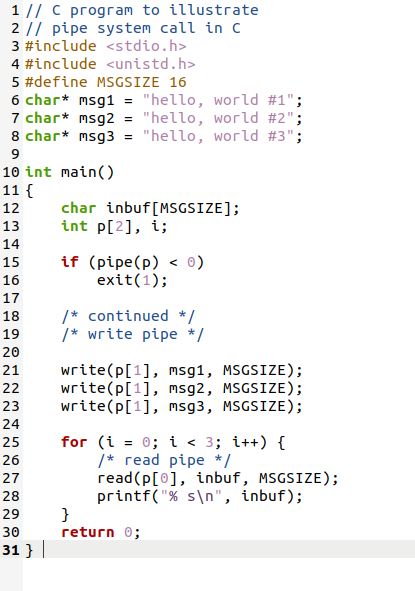 1 // C program to illustrate
2 // pipe system call in C
3 #include <stdio.h>
4 #include <unistd.h>
5 #define MSGSIZE 16
6 char* msg1 = "hello, world #1";
7 char* msg2 = "hello, world #2";
8 char* msg3 = "hello, world #3";
9
10 int main()
11 {
12     char inbuf[MSGSIZE];
13     int p[2], i;
14
15     if (pipe(p) < 0)
16         exit(1);
17
18     /* continued */
19     /* write pipe */
20
21     write(p[1], msg1, MSGSIZE);
22     write(p[1], msg2, MSGSIZE);
23     write(p[1], msg3, MSGSIZE);
24
25     for (i = 0; i < 3; i++) {
26         /* read pipe */
27         read(p[0], inbuf, MSGSIZE);
28         printf("% s\n", inbuf);
29     }
30     return 0;
31 }